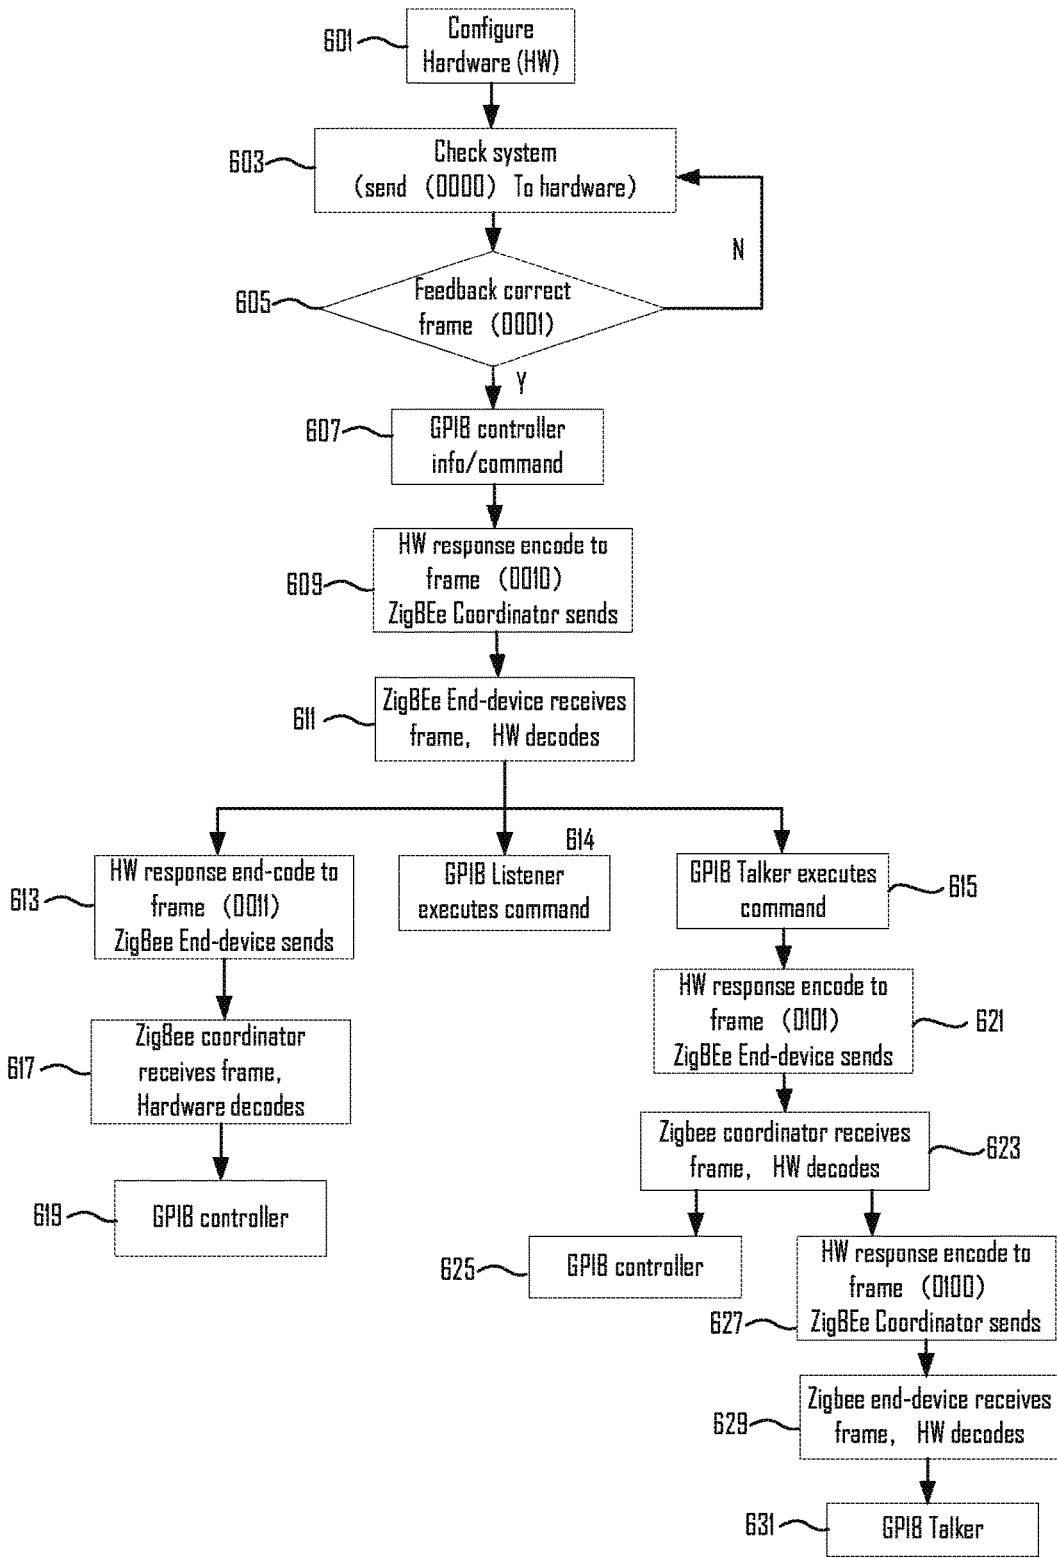 601
Configure
Hardware (HW)
603
Check system
(send (0000) To hardware)
N
605
Feedback correct
frame (0001)
Y
607
GPIB controller
info/command
609
HW response encode to
frame (0010)
ZigBEe Coordinator sends
611
ZigBEe End-device receives
frame, HW decodes
613
HW response end-code to
frame (0011)
ZigBee End-device sends
614
GPIB Listener
executes command
GPIB Talker executes
command
615
HW response encode to
frame (0101)
ZigBEe End-device sends
621
617
ZigBee coordinator
receives frame,
Hardware decodes
Zigbee coordinator receives
frame, HW decodes
623
619
GPIB controller
625
GPIB controller
627
HW response encode to
frame (0100)
ZigBEe Coordinator sends
629
Zigbee end-device receives
frame, HW decodes
631
GPIB Talker